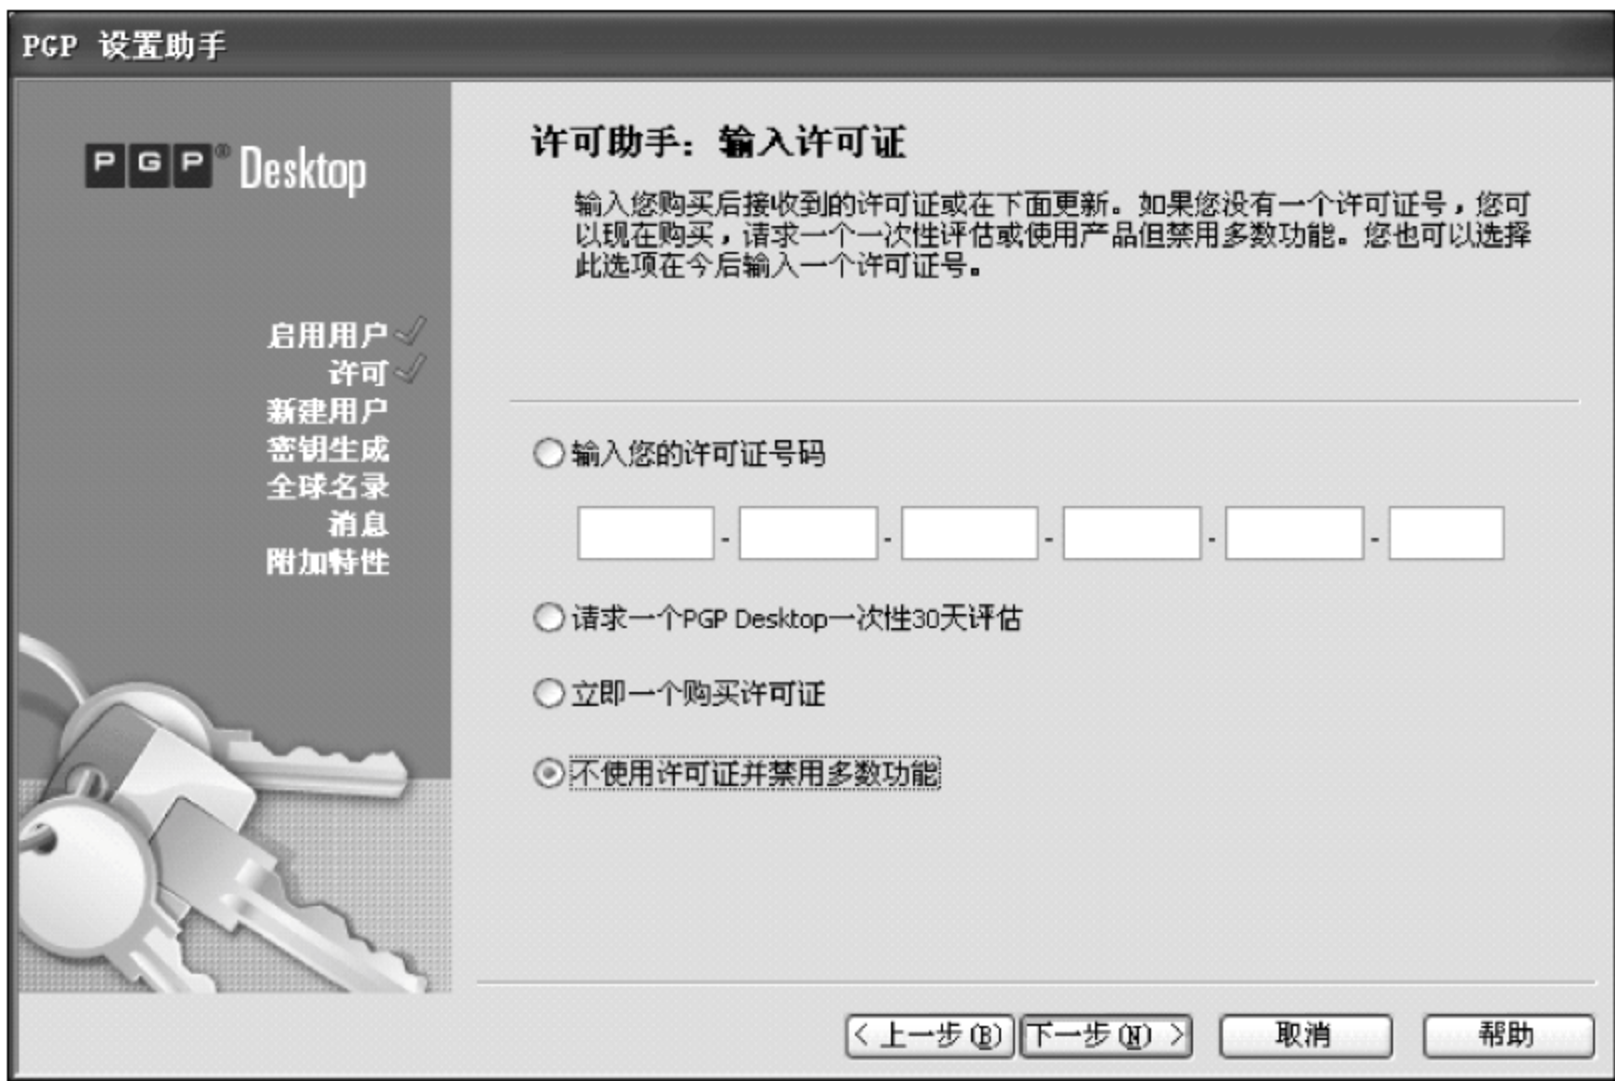 PGP 设置助手
PGP® Desktop
启用用户
许可
新建用户
密钥生成
全球名录
消息
附加特性
许可助手：输入许可证
输入您购买后接收到的许可证或在下面更新。如果您没有一个许可证号，您可
以现在购买，请求一个一次性评估或使用产品但禁用多数功能。您也可以选择
此选项在今后输入一个许可证号。
输入您的许可证号码
- - - - -
请求一个PGP Desktop一次性30天评估
立即一个购买许可证
不使用许可证并禁用多数功能
< 上一步(B) 下一步(N) > 取消 帮助